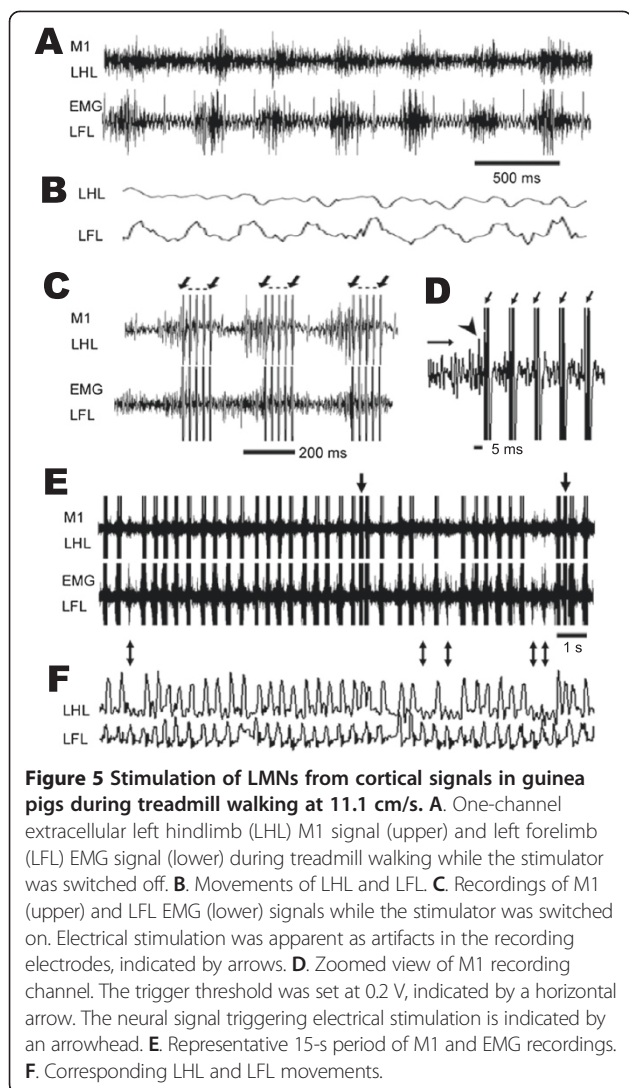 A
M1
LHL
EMG
LFL
500 ms
B
LHL
LFL
C
D
M1
LHL
EMG
LFL
200 ms
5 ms
E
M1
LHL
EMG
LFL
1 s
F
LHL
LFL
Figure 5 Stimulation of LMNs from cortical signals in guinea
pigs during treadmill walking at 11.1 cm/s. A. One-channel
extracellular left hindlimb (LHL) M1 signal (upper) and left forelimb
(LFL) EMG signal (lower) during treadmill walking while the stimulator
was switched off. B. Movements of LHL and LFL. C. Recordings of M1
(upper) and LFL EMG (lower) signals while the stimulator was switched
on. Electrical stimulation was apparent as artifacts in the recording
electrodes, indicated by arrows. D. Zoomed view of M1 recording
channel. The trigger threshold was set at 0.2 V, indicated by a horizontal
arrow. The neural signal triggering electrical stimulation is indicated by
an arrowhead. E. Representative 15-s period of M1 and EMG recordings.
F. Corresponding LHL and LFL movements.